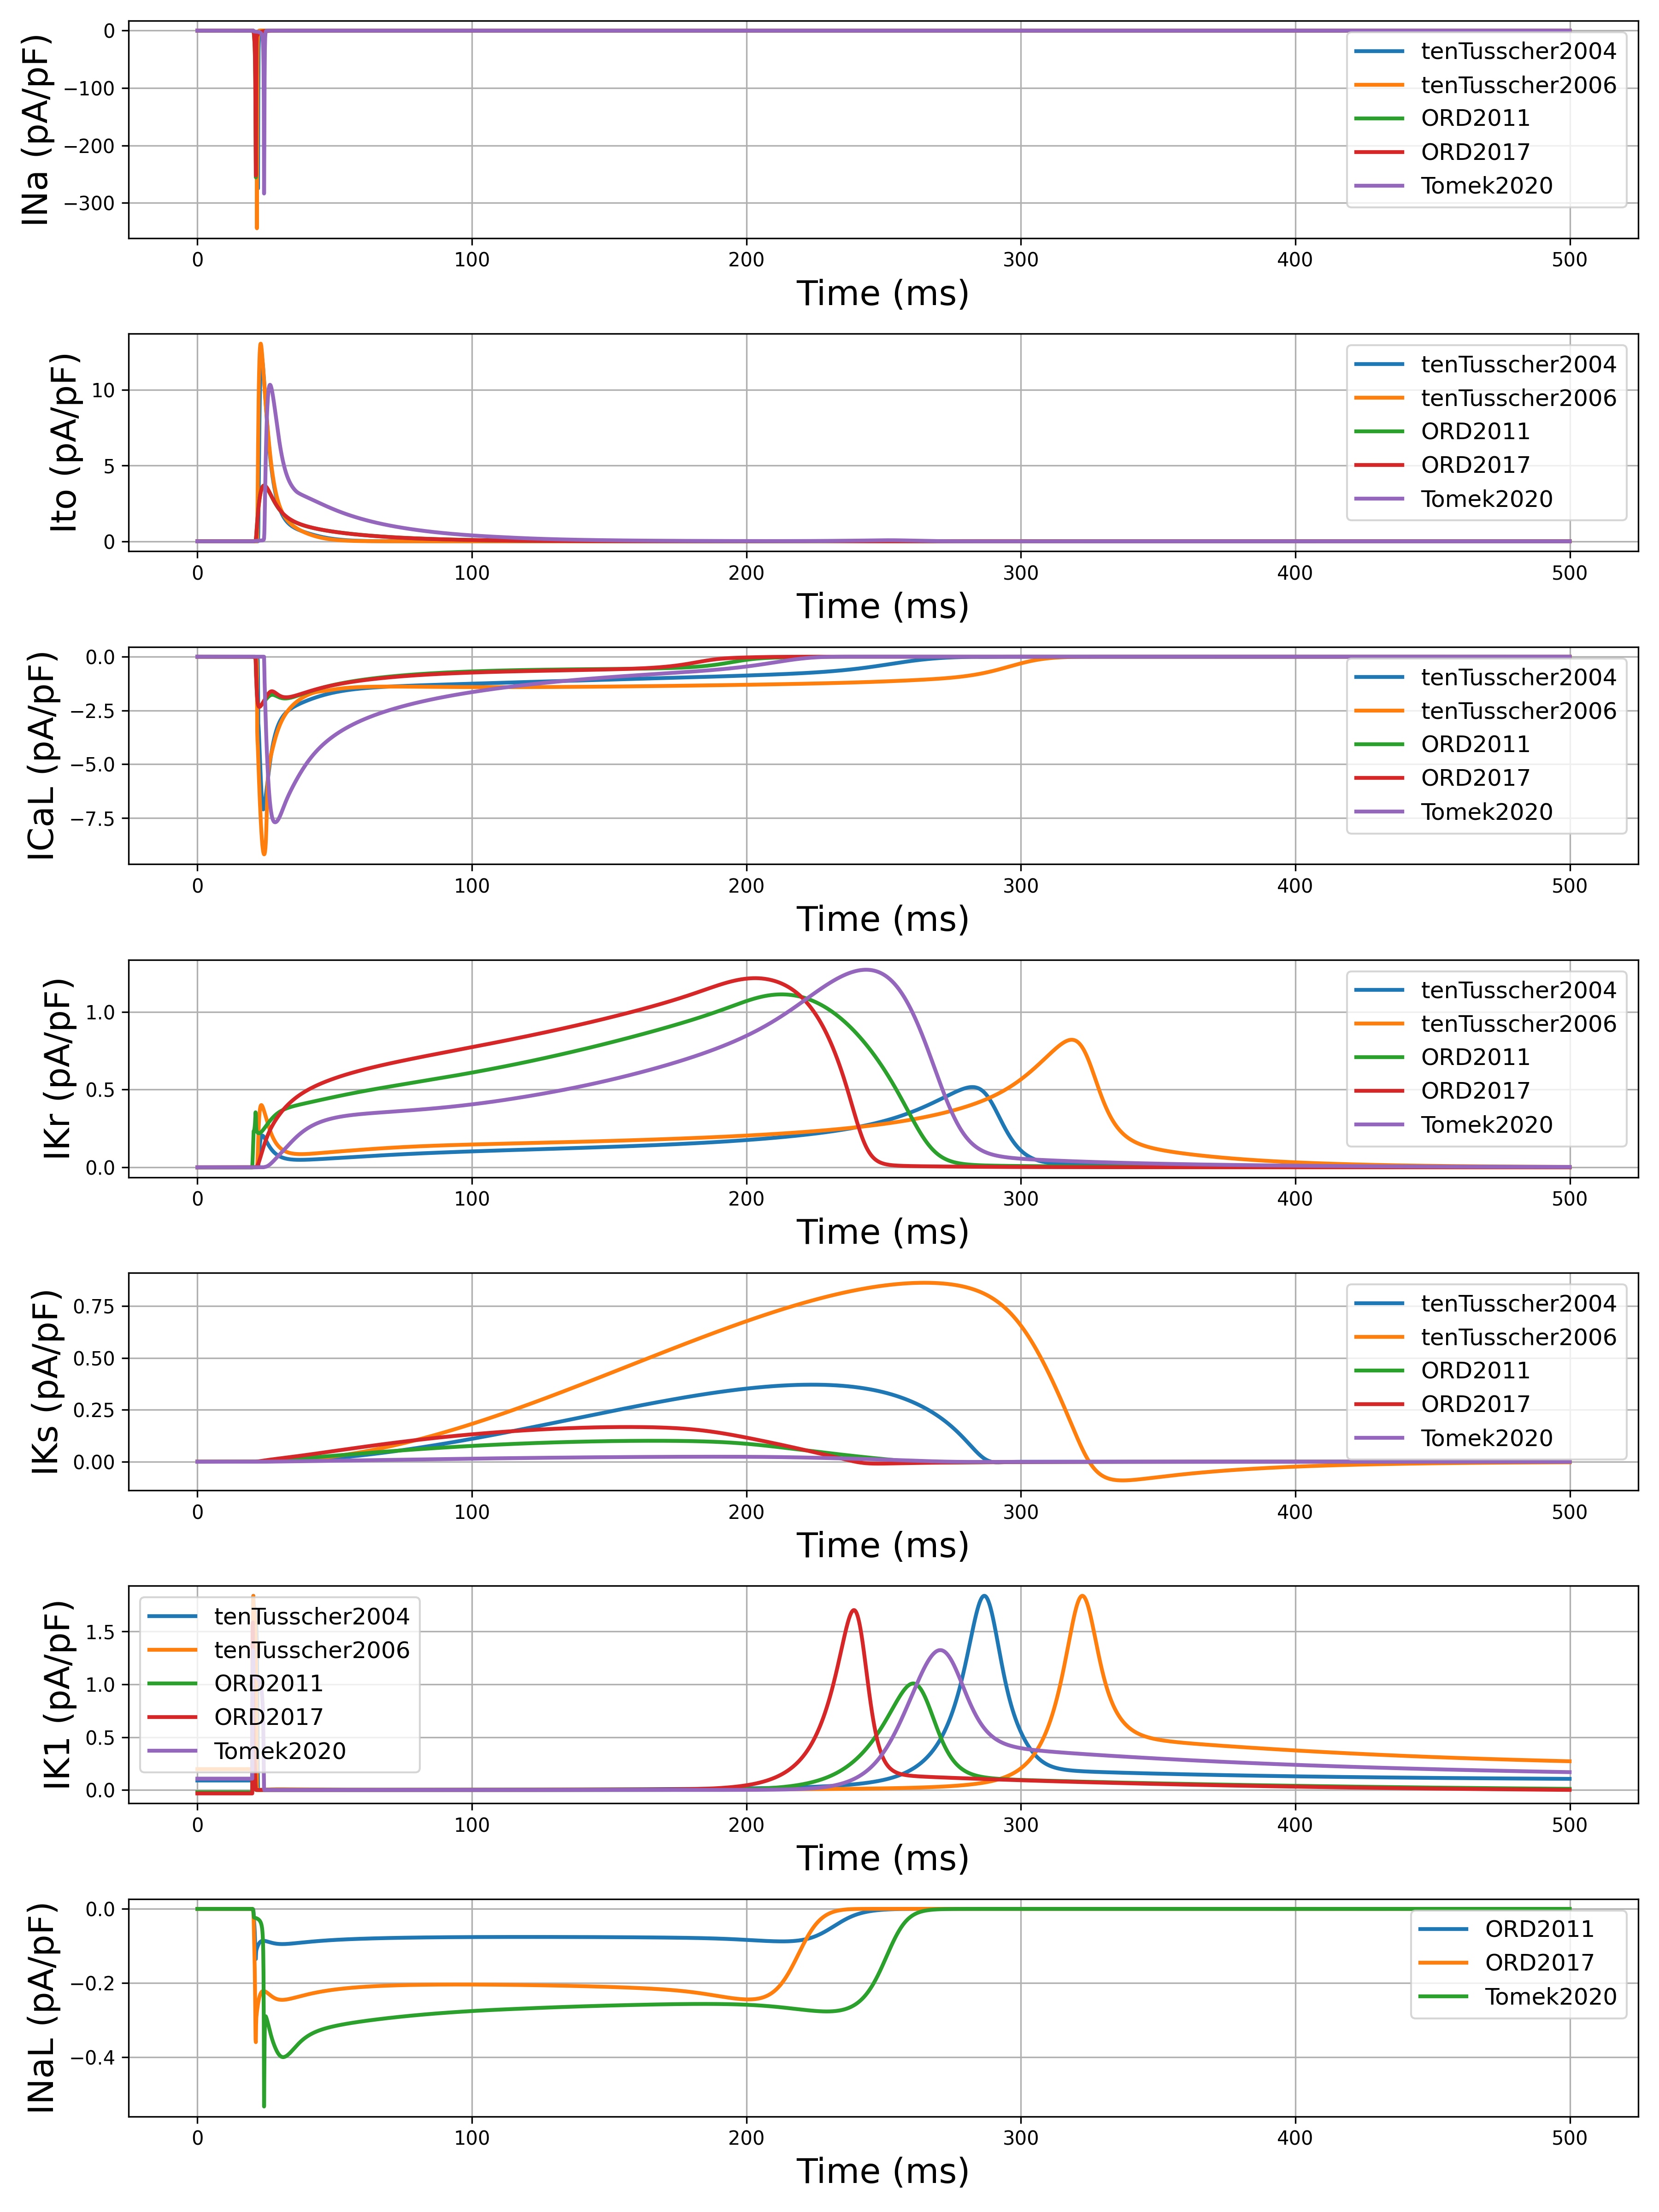 INa (pA/pF)
0
−100
−200
−300
tenTusscher2004
tenTusscher2006
ORD2011
ORD2017
Tomek2020
0 100 200 300 400 500
Time (ms)
Ito (pA/pF)
10
5
0
tenTusscher2004
tenTusscher2006
ORD2011
ORD2017
Tomek2020
0 100 200 300 400 500
Time (ms)
ICaL (pA/pF)
0.0
−2.5
−5.0
−7.5
tenTusscher2004
tenTusscher2006
ORD2011
ORD2017
Tomek2020
0 100 200 300 400 500
Time (ms)
IKr (pA/pF)
1.0
0.5
0.0
tenTusscher2004
tenTusscher2006
ORD2011
ORD2017
Tomek2020
0 100 200 300 400 500
Time (ms)
IKs (pA/pF)
0.75
0.50
0.25
0.00
tenTusscher2004
tenTusscher2006
ORD2011
ORD2017
Tomek2020
0 100 200 300 400 500
Time (ms)
IK1 (pA/pF)
1.5
1.0
0.5
0.0
tenTusscher2004
tenTusscher2006
ORD2011
ORD2017
Tomek2020
0 100 200 300 400 500
Time (ms)
INaL (pA/pF)
0.0
−0.2
−0.4
ORD2011
ORD2017
Tomek2020
0 100 200 300 400 500
Time (ms)